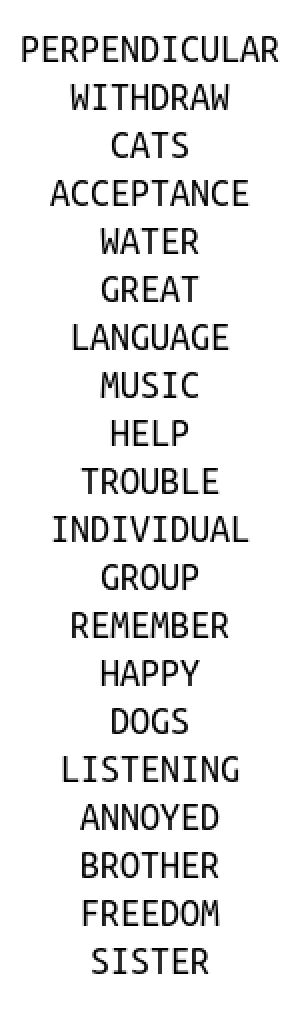 PERPENDICULAR
WITHDRAW
CATS
ACCEPTANCE
WATER
GREAT
LANGUAGE
MUSIC
HELP
TROUBLE
INDIVIDUAL
GROUP
REMEMBER
HAPPY
DOGS
LISTENING
ANNOYED
BROTHER
FREEDOM
SISTER